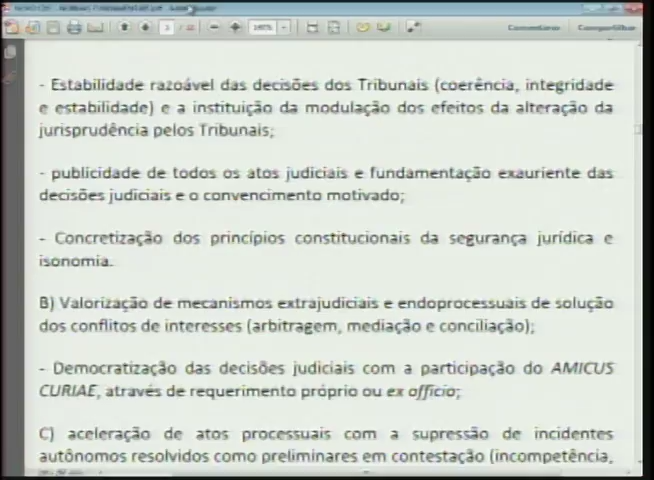 Comentário Compartilhar
- Estabilidade razoável das decisões dos Tribunais (coerência, integridade
e estabilidade) e a instituição da modulação dos efeitos da alteração da
jurisprudência pelos Tribunais;
- publicidade de todos os atos judiciais e fundamentação exauriente das
decisões judiciais e o convencimento motivado;
- Concretização dos princípios constitucionais da segurança jurídica e
isonomia.
B) Valorização de mecanismos extrajudiciais e endoprocessuais de solução
dos conflitos de interesses (arbitragem, mediação e conciliação);
- Democratização das decisões judiciais com a participação do AMICUS
CURIAE, através de requerimento próprio ou ex officio;
C) aceleração de atos processuais com a supressão de incidentes
autônomos resolvidos como preliminares em contestação (incompetência,